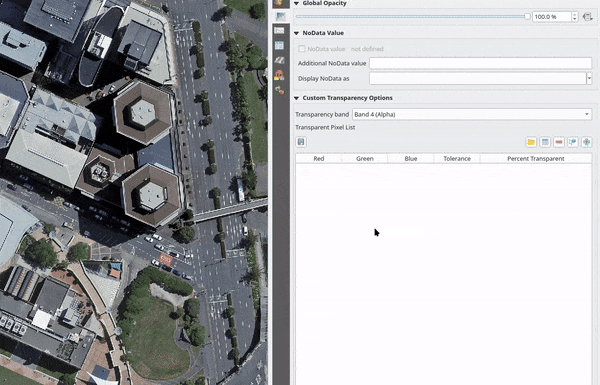 Global Opacity
100.0 %
NoData Value
NoData value not defined
Additional NoData value
Display NoData as
Custom Transparency Options
Transparency band Band 4 (Alpha)
Transparent Pixel List
Red Green Blue Tolerance Percent Transparent